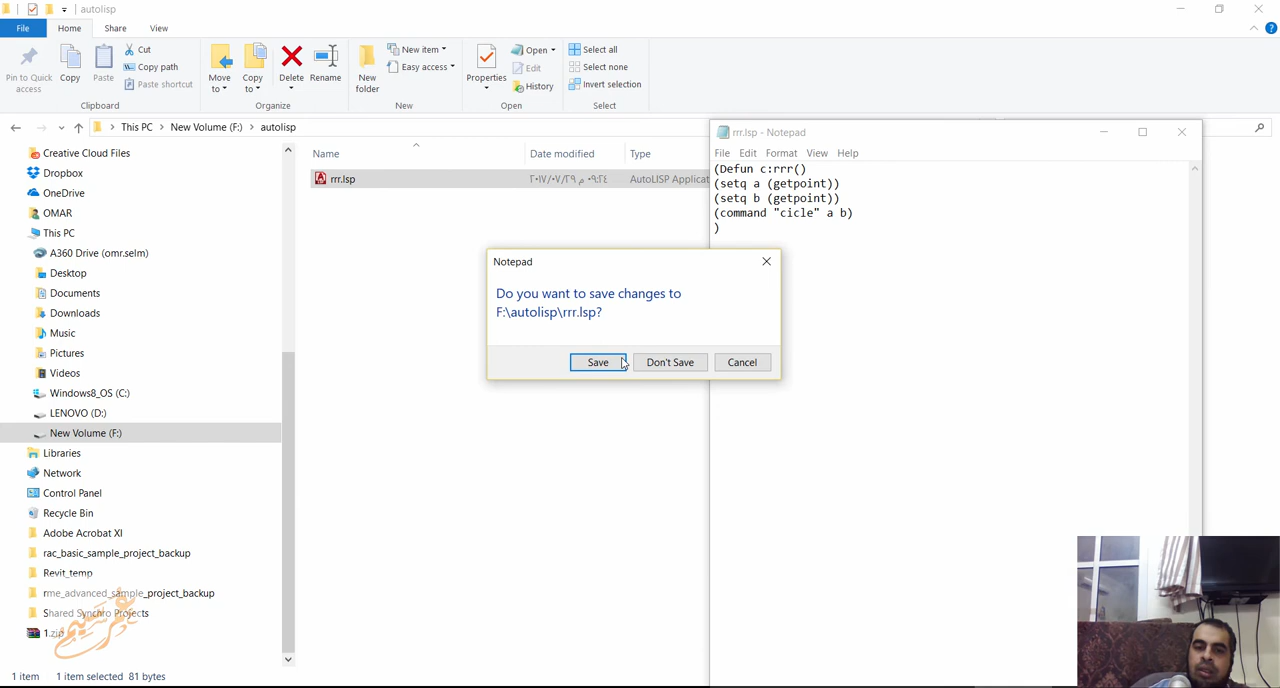 autolisp
File
Home
Share
View
Pin to Quick access
Copy
Paste
Cut
Copy path
Paste shortcut
Clipboard
Move to
Copy to
Delete
Rename
Organize
New folder
New item
Easy access
New
Properties
Open
Edit
History
Open
Select all
Select none
Invert selection
Select
This PC
New Volume (F:)
autolisp
Creative Cloud Files
Dropbox
OneDrive
OMAR
This PC
A360 Drive (omr.selm)
Desktop
Documents
Downloads
Music
Pictures
Videos
Windows8_OS (C:)
LENOVO (D:)
New Volume (F:)
Libraries
Network
Control Panel
Recycle Bin
Adobe Acrobat XI
rac_basic_sample_project_backup
Revit_temp
rme_advanced_sample_project_backup
Shared Synchro Projects
1.zip
Name
Date modified
Type
rrr.lsp
٢٠١٧/٠٧/٢٩ م ٠٩:٢٤
AutoLISP Applicat
rrr.lsp - Notepad
File Edit Format View Help
(Defun c:rrr()
(setq a (getpoint))
(setq b (getpoint))
(command "cicle" a b)
)
Notepad
Do you want to save changes to
F:\autolisp\rrr.lsp?
Save
Don't Save
Cancel
عمر سليم
1 item
1 item selected 81 bytes